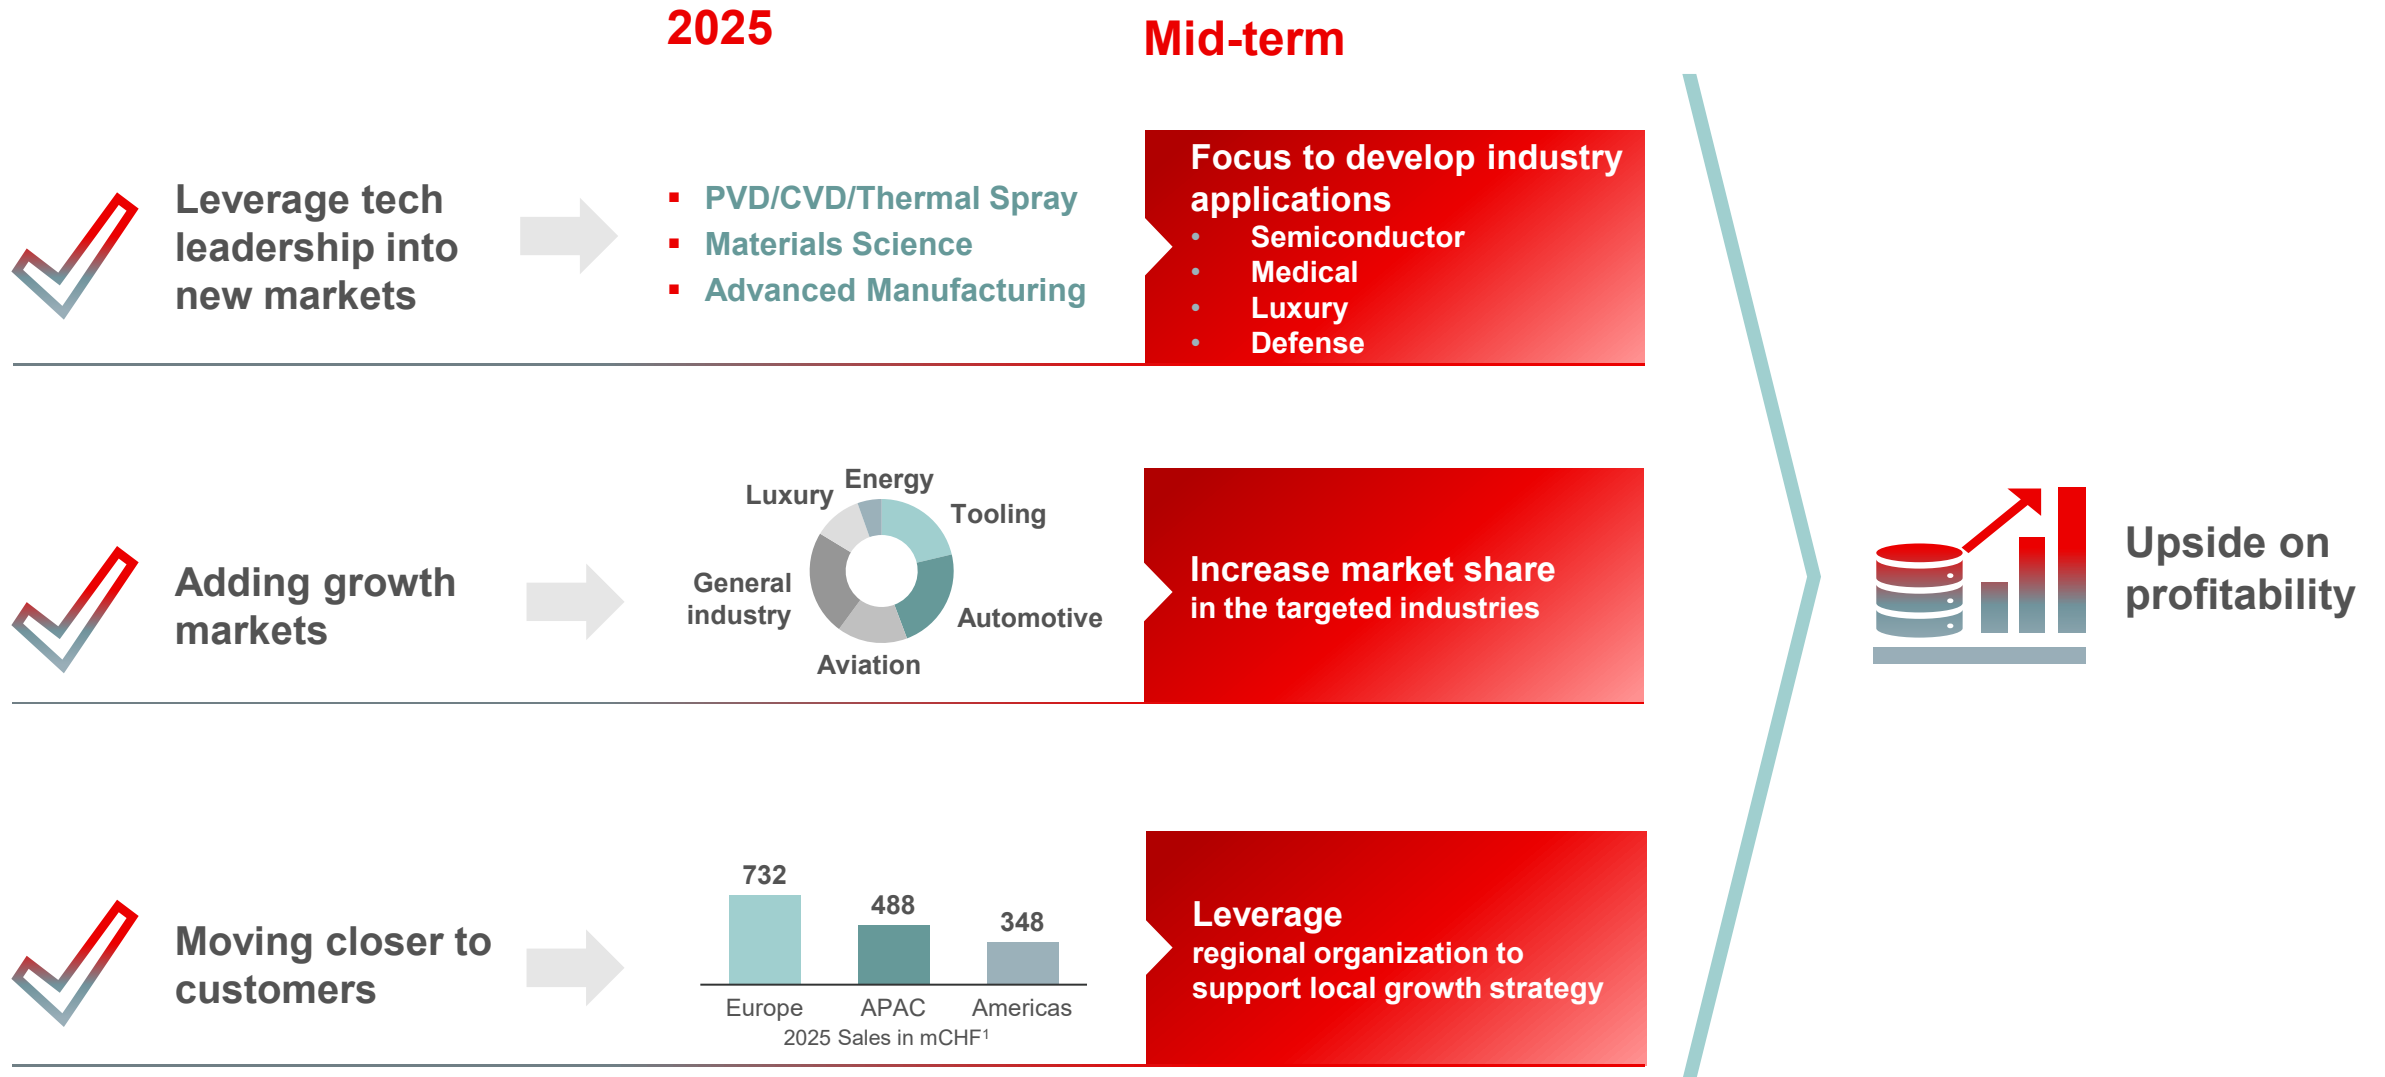 2025
Mid-term
Leverage tech
leadership into
new markets
▪ PVD/CVD/Thermal Spray
▪ Materials Science
▪ Advanced Manufacturing
Focus to develop industry
applications
• Semiconductor
• Medical
• Luxury
• Defense
Adding growth
markets
Energy
Luxury
Tooling
General
industry
Automotive
Aviation
Increase market share
in the targeted industries
Upside on
profitability
Moving closer to
customers
732
488
348
Europe APAC Americas
2025 Sales in mCHF¹
Leverage
regional organization to
support local growth strategy